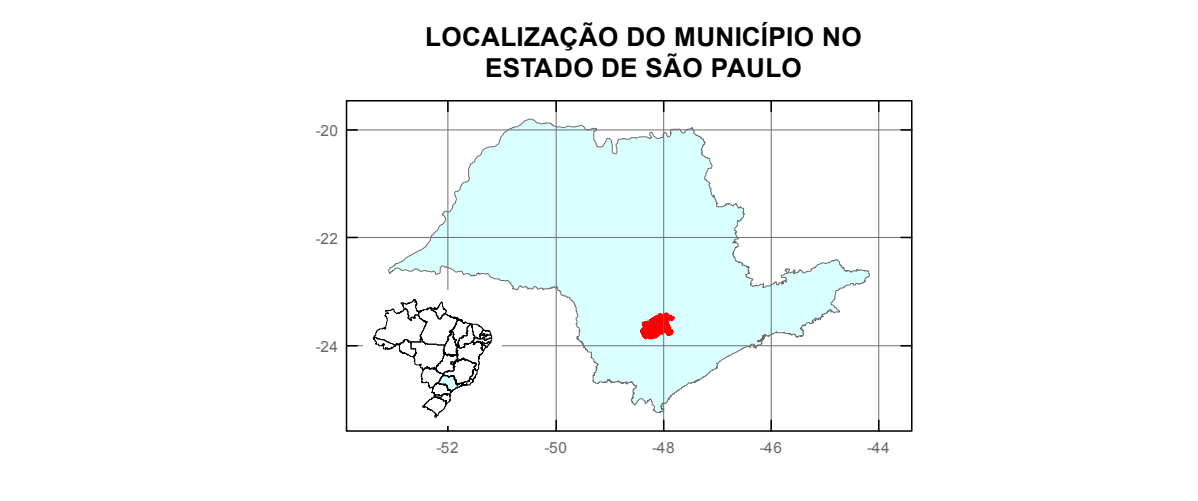 LOCALIZAÇÃO DO MUNICÍPIO NO
ESTADO DE SÃO PAULO
-20
-22
-24
-52 -50 -48 -46 -44